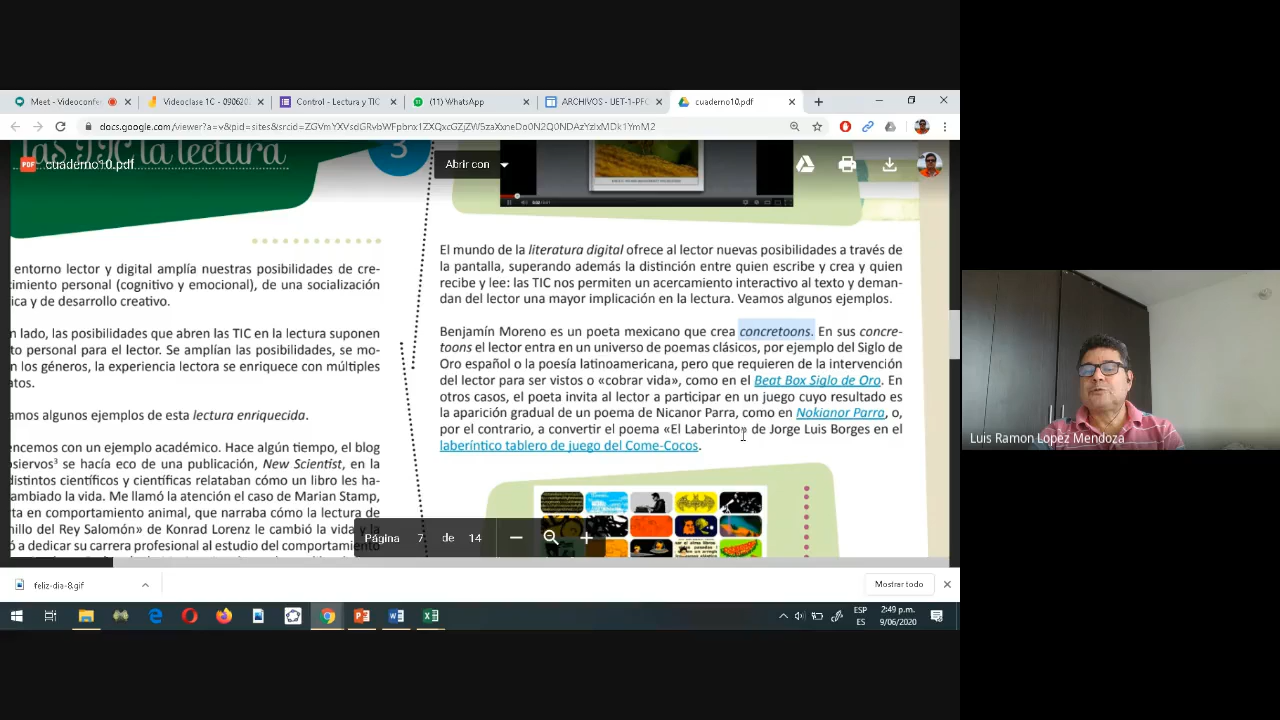 Meet - Videoconfe
Videoclase 1C - 090620
Control - Lectura y TIC
(11) WhatsApp
ARCHIVOS - UET-1-PFC
cuaderno10.pdf
las TIC la lectura
3
PDF cuaderno10.pdf
Abrir con
entorno lector y digital amplía nuestras posibilidades de cre-
imiento personal (cognitivo y emocional), de una socialización
ica y de desarrollo creativo.
n lado, las posibilidades que abren las TIC en la lectura suponen
to personal para el lector. Se amplían las posibilidades, se mo-
n los géneros, la experiencia lectora se enriquece con múltiples
atos.
amos algunos ejemplos de esta lectura enriquecida.
encemos con un ejemplo académico. Hace algún tiempo, el blog
osiervos³ se hacía eco de una publicación, New Scientist, en la
distintos científicos y científicas relataban cómo un libro les ha-
ambiado la vida. Me llamó la atención el caso de Marian Stamp,
rta en comportamiento animal, que narraba cómo la lectura de
nillo del Rey Salomón» de Konrad Lorenz le cambió la vida y la
ó a dedicar su carrera profesional al estudio del comportamiento
El mundo de la literatura digital ofrece al lector nuevas posibilidades a través de
la pantalla, superando además la distinción entre quien escribe y crea y quien
recibe y lee: las TIC nos permiten un acercamiento interactivo al texto y deman-
dan del lector una mayor implicación en la lectura. Veamos algunos ejemplos.
Benjamín Moreno es un poeta mexicano que crea concretoons. En sus concre-
toons el lector entra en un universo de poemas clásicos, por ejemplo del Siglo de
Oro español o la poesía latinoamericana, pero que requieren de la intervención
del lector para ser vistos o «cobrar vida», como en el Beat Box Siglo de Oro. En
otros casos, el poeta invita al lector a participar en un juego cuyo resultado es
la aparición gradual de un poema de Nicanor Parra, como en Nokianor Parra, o,
por el contrario, a convertir el poema «El Laberinto» de Jorge Luis Borges en el
laberíntico tablero de juego del Come-Cocos.
Página 7 de 14
Luis Ramon Lopez Mendoza
feliz-dia-8.gif
Mostrar todo
ESP
ES
2:49 p.m.
9/06/2020